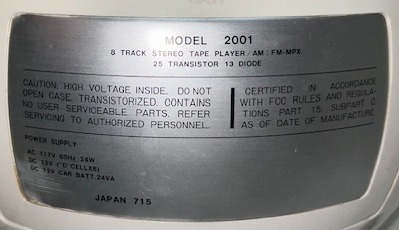 MODEL 2001
8 TRACK STEREO TAPE PLAYER / AM : FM-MPX
25 TRANSISTOR 13 DIODE
CAUTION: HIGH VOLTAGE INSIDE. DO NOT
OPEN CASE. TRANSISTORIZED. CONTAINS
NO USER SERVICEABLE PARTS. REFER
SERVICING TO AUTHORIZED PERSONNEL.
CERTIFIED IN ACCORDANCE
WITH FCC RULES AND REGULA-
TIONS PART 15. SUBPART C,
AS OF DATE OF MANUFACTURE
POWER SUPPLY
AC 117V 60Hz 24W
DC 12V ("D"CELLX8)
DC 12V CAR BATT. 24VA
JAPAN 715